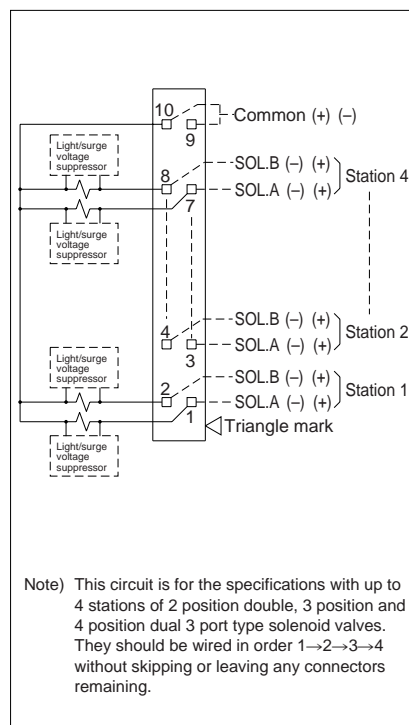 10
Common (+) (–)
9
Light/surge
voltage
suppressor
SOL.B (–) (+)
8
Station 4
SOL.A (–) (+)
7
Light/surge
voltage
suppressor
SOL.B (–) (+)
4
Station 2
SOL.A (–) (+)
3
Light/surge
voltage
suppressor
SOL.B (–) (+)
2
Station 1
SOL.A (–) (+)
1
Triangle mark
Light/surge
voltage
suppressor
Note) This circuit is for the specifications with up to
4 stations of 2 position double, 3 position and
4 position dual 3 port type solenoid valves.
They should be wired in order 1→2→3→4
without skipping or leaving any connectors
remaining.